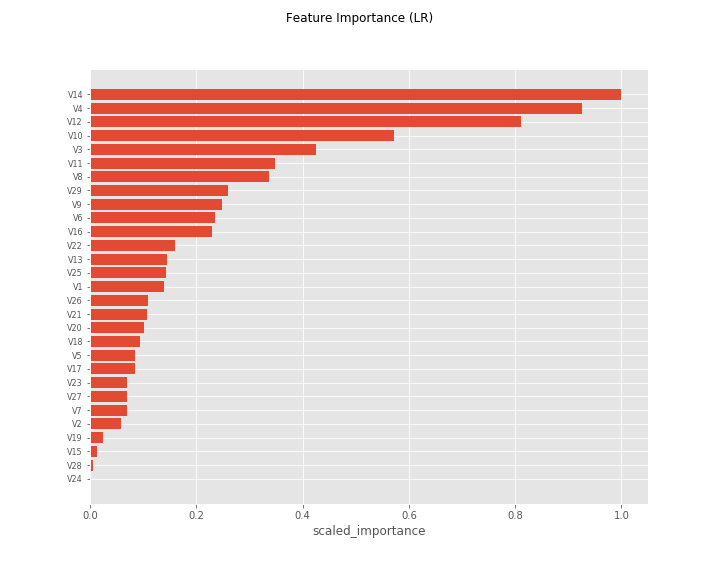 Feature Importance (LR)
V14
V4
V12
V10
V3
V11
V8
V29
V9
V6
V16
V22
V13
V25
V1
V26
V21
V20
V18
V5
V17
V23
V27
V7
V2
V19
V15
V28
V24
0.0 0.2 0.4 0.6 0.8 1.0
scaled_importance